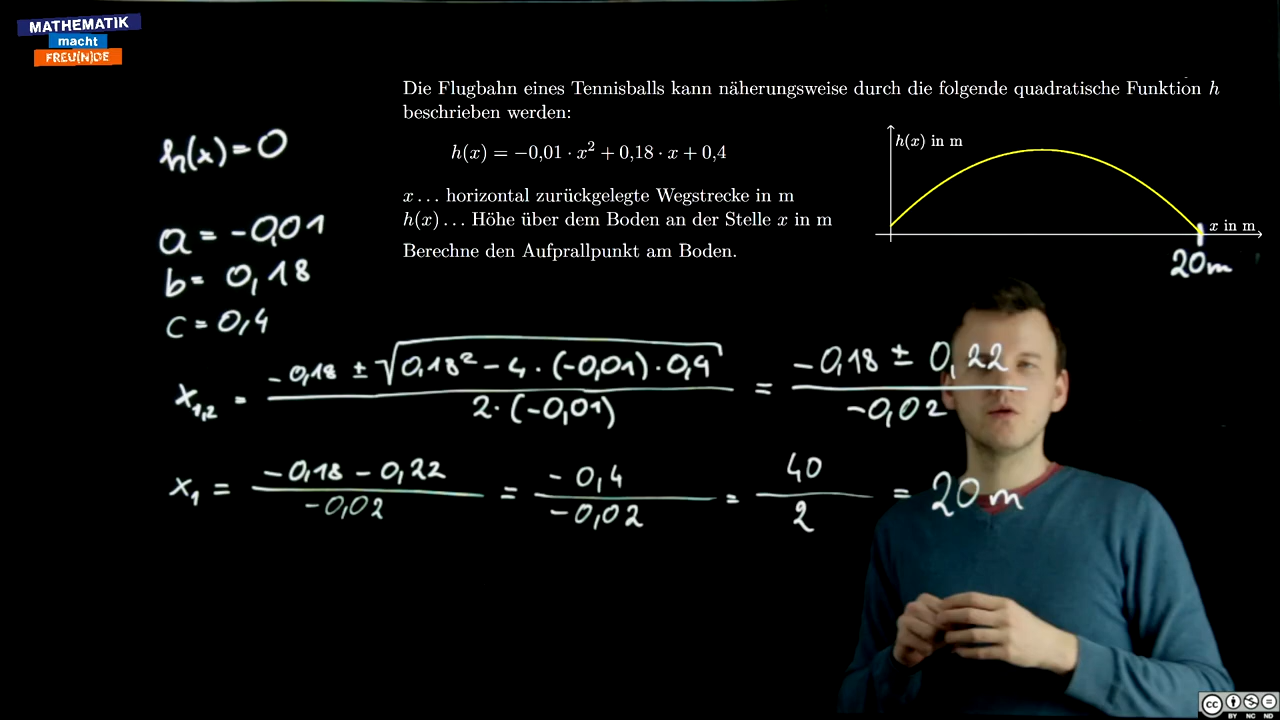 MATHEMATIK
macht
FREU(N)DE
Die Flugbahn eines Tennisballs kann näherungsweise durch die folgende quadratische Funktion h
beschrieben werden:
h(x) = −0,01 · x² + 0,18 · x + 0,4
x… horizontal zurückgelegte Wegstrecke in m
h(x)… Höhe über dem Boden an der Stelle x in m
Berechne den Aufprallpunkt am Boden.
h(x) in m
x in m
20m
h(x) = 0
a = -0,01
b = 0,18
c = 0,4
x₁,₂ = (-0,18 ± √(0,18² - 4 · (-0,01) · 0,4)) / (2 · (-0,01)) = (-0,18 ± 0,22) / (-0,02)
x₁ = (-0,18 - 0,22) / (-0,02) = (-0,4) / (-0,02) = 40 / 2 = 20 m
cc
BY NC ND